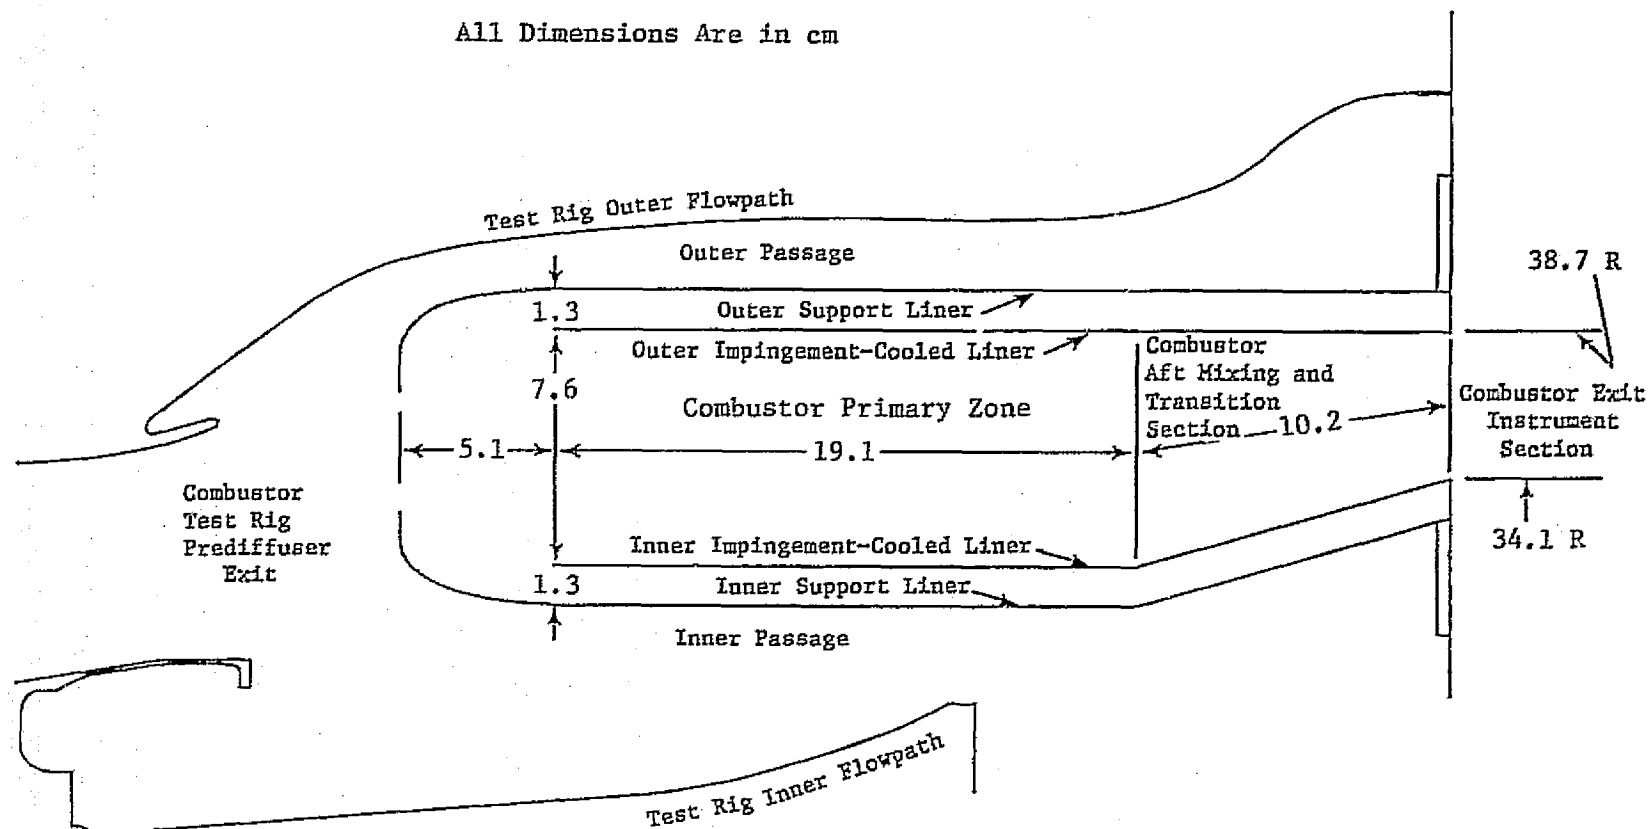 All Dimensions Are in cm
Test Rig Outer Flowpath
Outer Passage
38.7 R
1.3
Outer Support Liner
Outer Impingement-Cooled Liner
Combustor
Aft Mixing and
Transition
Section
10.2
7.6
Combustor Primary Zone
Combustor Exit
Instrument
Section
5.1
19.1
Combustor
Test Rig
Prediffuser
Exit
34.1 R
Inner Impingement-Cooled Liner
1.3
Inner Support Liner
Inner Passage
Test Rig Inner Flowpath